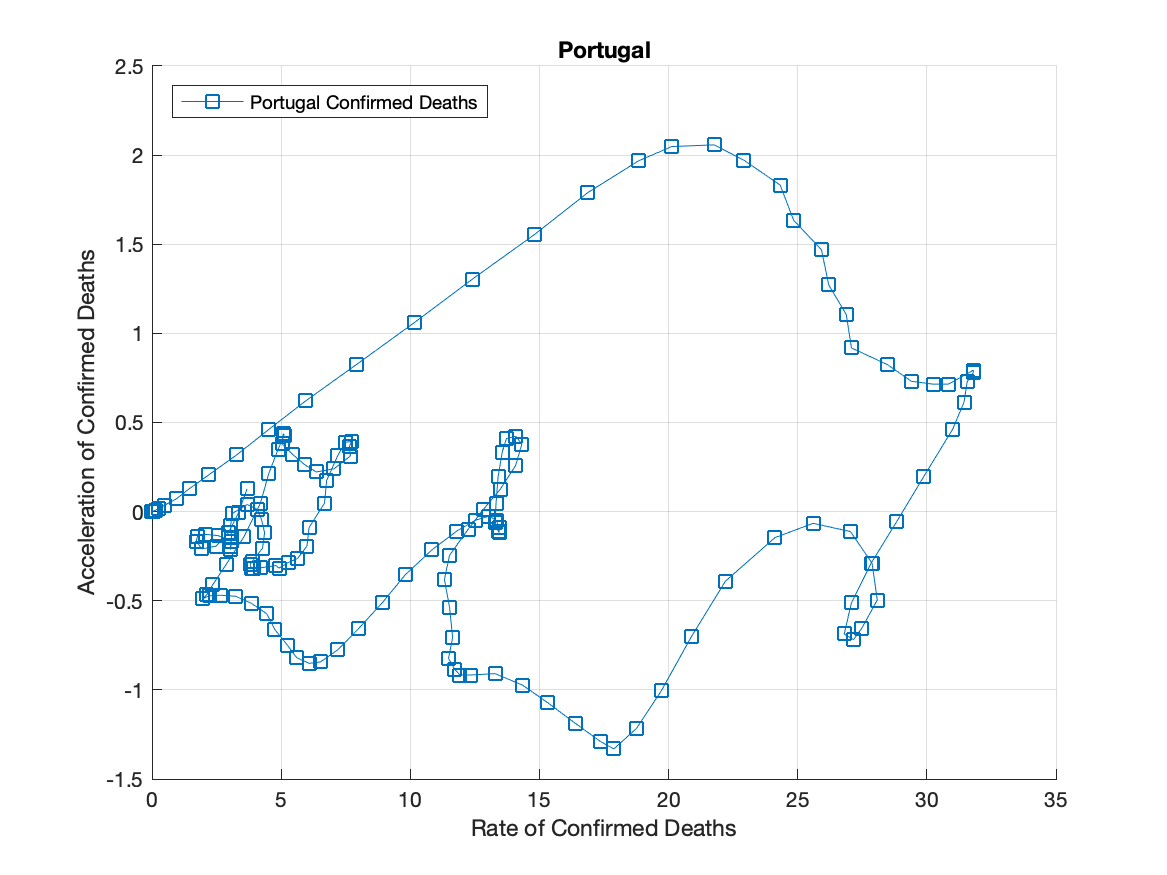 Portugal
2.5
Portugal Confirmed Deaths
2
1.5
1
0.5
0
-0.5
-1
-1.5
Acceleration of Confirmed Deaths
0 5 10 15 20 25 30 35
Rate of Confirmed Deaths